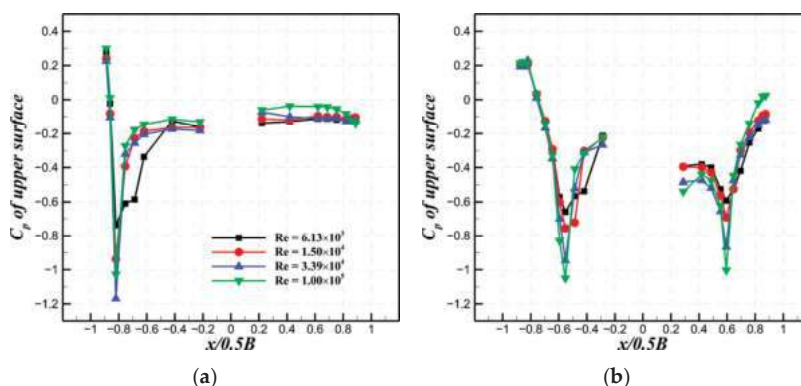 0.4
0.2
0
−0.2
−0.4
−0.6
−0.8
−1
−1.2
C_p of upper surface
Re = 6.13×10³
Re = 1.50×10⁴
Re = 3.39×10⁴
Re = 1.00×10⁵
−1 −0.8 −0.6 −0.4 −0.2 0 0.2 0.4 0.6 0.8 1
x/0.5B
(a)
0.4
0.2
0
−0.2
−0.4
−0.6
−0.8
−1
−1.2
C_p of upper surface
−1 −0.8 −0.6 −0.4 −0.2 0 0.2 0.4 0.6 0.8 1
x/0.5B
(b)